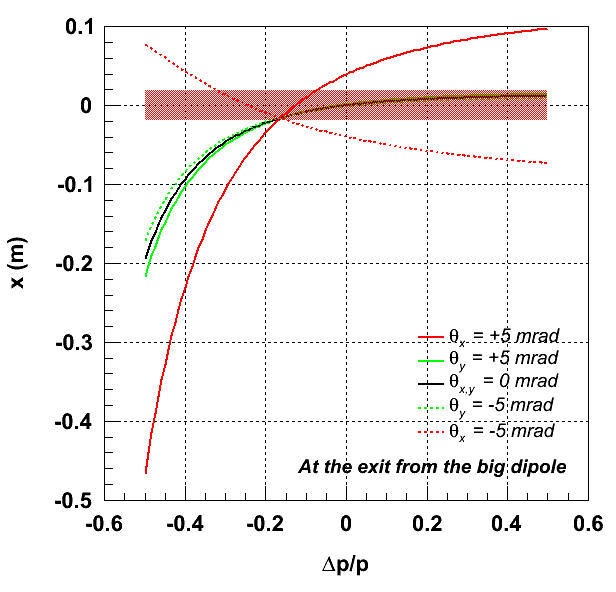 0.1
0
-0.1
-0.2
-0.3
-0.4
-0.5
x (m)
θx = +5 mrad
θy = +5 mrad
θx,y = 0 mrad
θy = -5 mrad
θx = -5 mrad
At the exit from the big dipole
-0.6 -0.4 -0.2 0 0.2 0.4 0.6
Δp/p